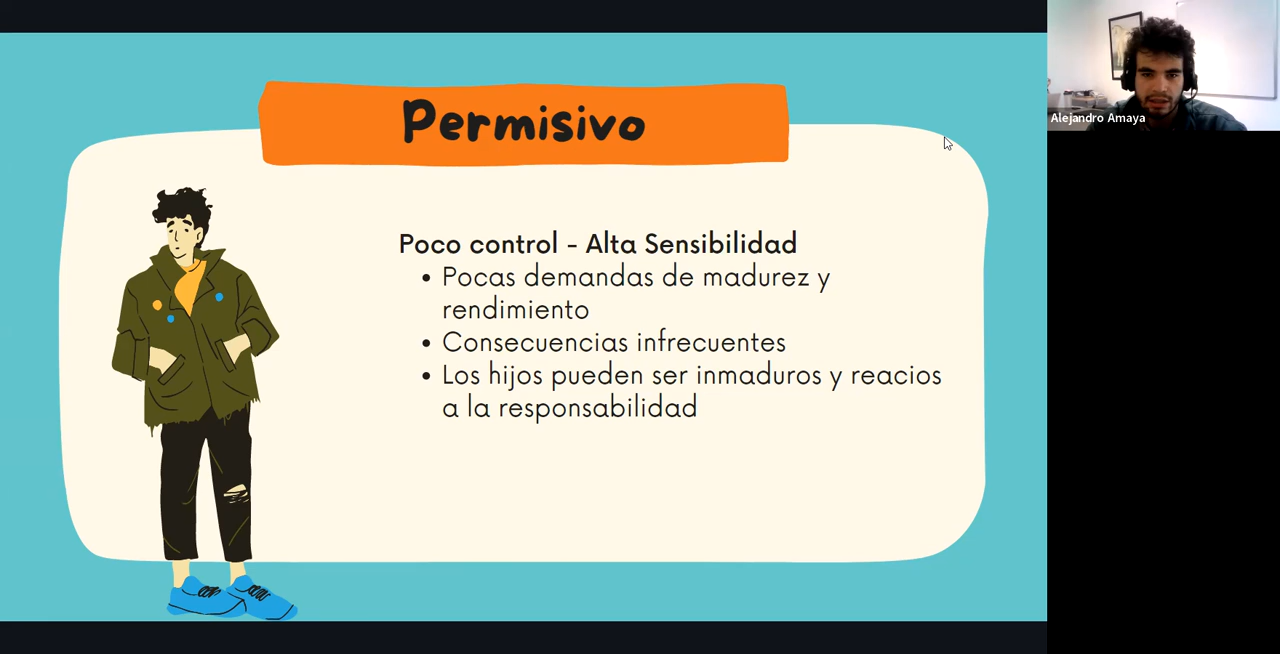 Permisivo
Poco control - Alta Sensibilidad
• Pocas demandas de madurez y
rendimiento
• Consecuencias infrecuentes
• Los hijos pueden ser inmaduros y reacios
a la responsabilidad
Alejandro Amaya